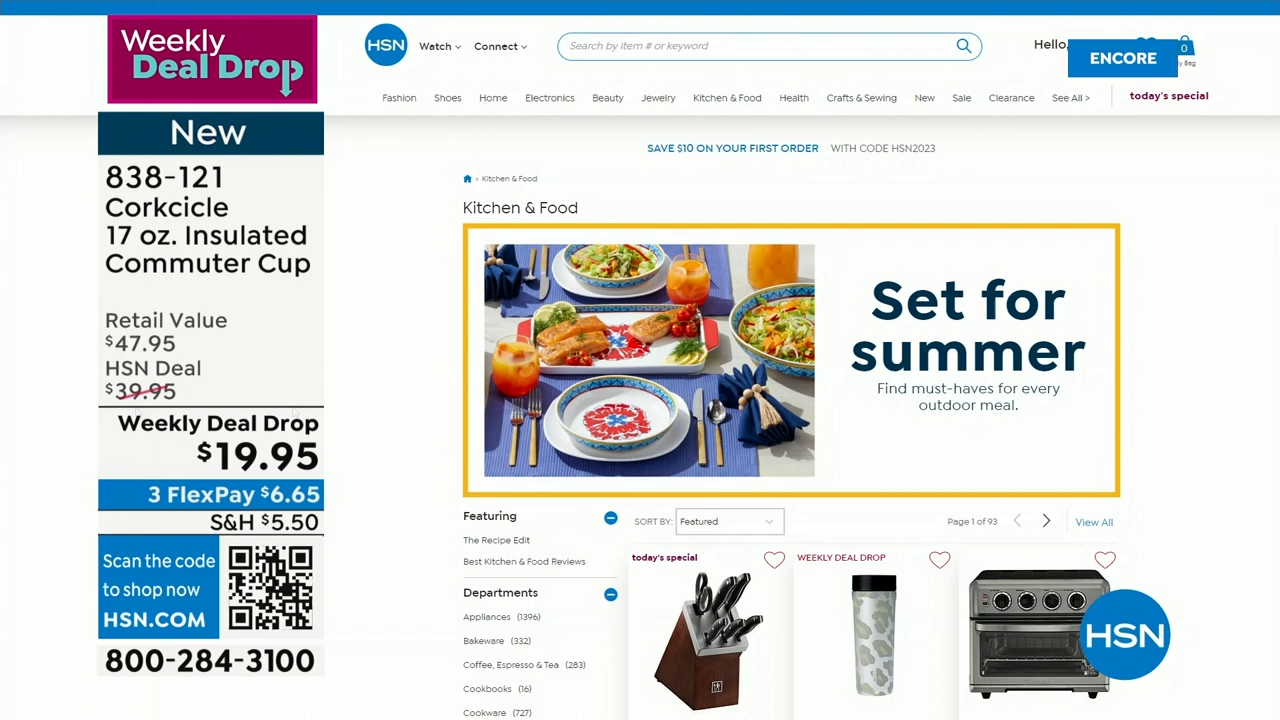 Weekly
Deal Drop
New
838-121
Corkcicle
17 oz. Insulated
Commuter Cup
Retail Value
$47.95
HSN Deal
$39.95
Weekly Deal Drop
$19.95
3 FlexPay $6.65
S&H $5.50
Scan the code
to shop now
HSN.COM
800-284-3100
HSN
Watch
Connect
Search by item # or keyword
Hello,
ENCORE
0
Bag
Fashion Shoes Home Electronics Beauty Jewelry Kitchen & Food Health Crafts & Sewing New Sale Clearance See All > today's special
SAVE $10 ON YOUR FIRST ORDER WITH CODE HSN2023
> Kitchen & Food
Kitchen & Food
Set for
summer
Find must-haves for every
outdoor meal.
Featuring
The Recipe Edit
Best Kitchen & Food Reviews
Departments
Appliances (1396)
Bakeware (332)
Coffee, Espresso & Tea (283)
Cookbooks (16)
Cookware (727)
SORT BY: Featured
Page 1 of 93
View All
today's special
WEEKLY DEAL DROP
HSN